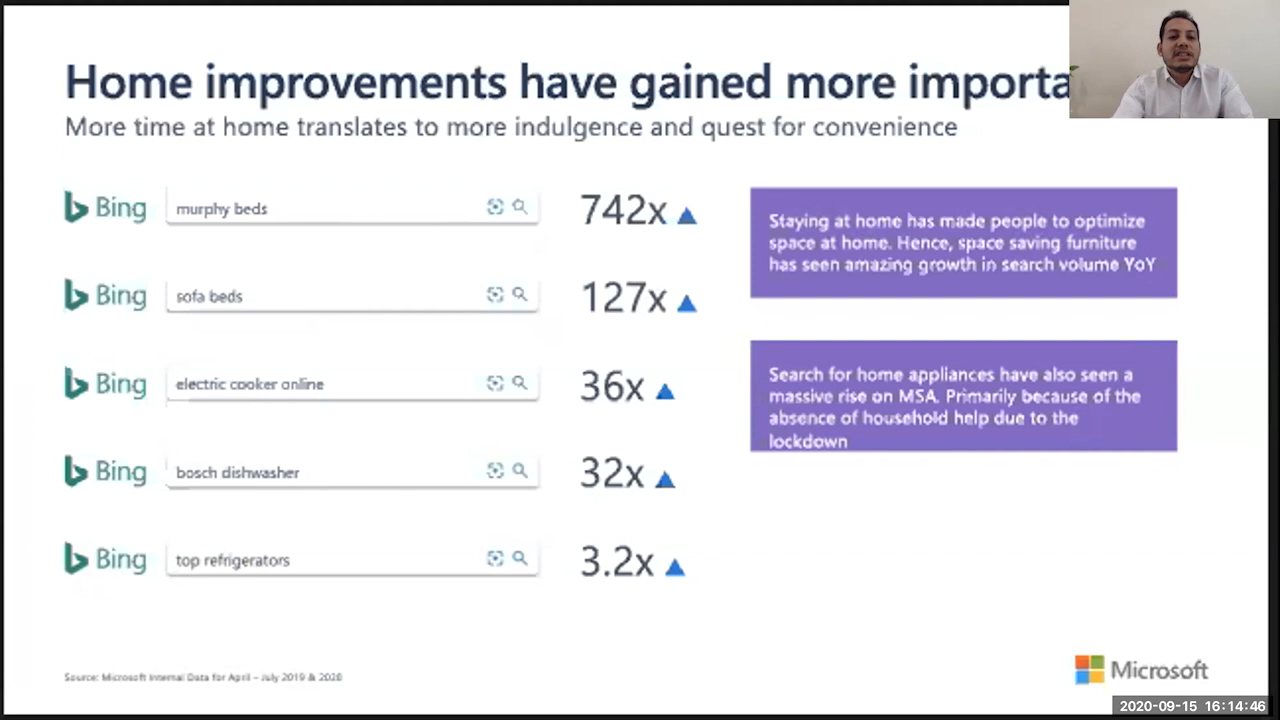 Home improvements have gained more importa
More time at home translates to more indulgence and quest for convenience
Bing murphy beds 742x
Bing sofa beds 127x
Bing electric cooker online 36x
Bing bosch dishwasher 32x
Bing top refrigerators 3.2x
Staying at home has made people to optimize
space at home. Hence, space saving furniture
has seen amazing growth in search volume YoY
Search for home appliances have also seen a
massive rise on MSA. Primarily because of the
absence of household help due to the
lockdown
Source: Microsoft Internal Data for April – July 2019 & 2020
Microsoft
2020-09-15 16:14:46